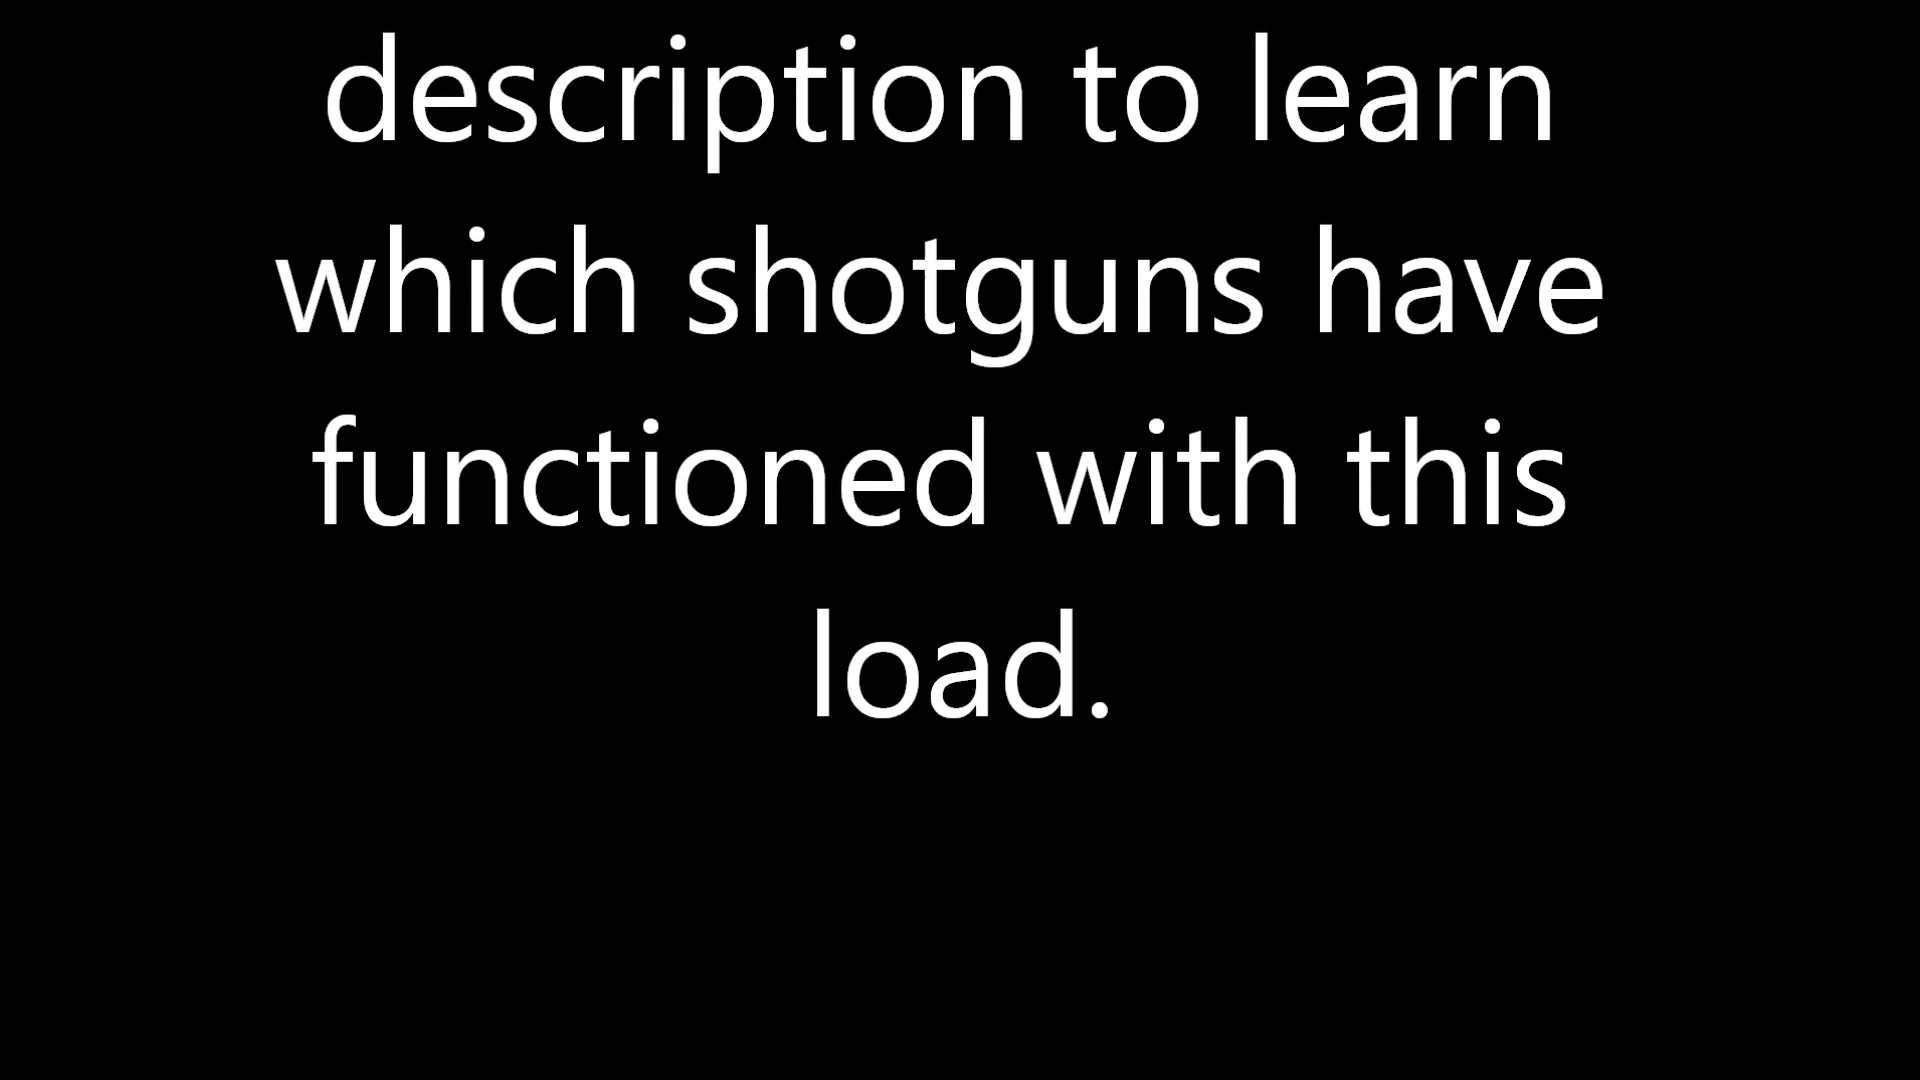 description to learn
which shotguns have
functioned with this
load.